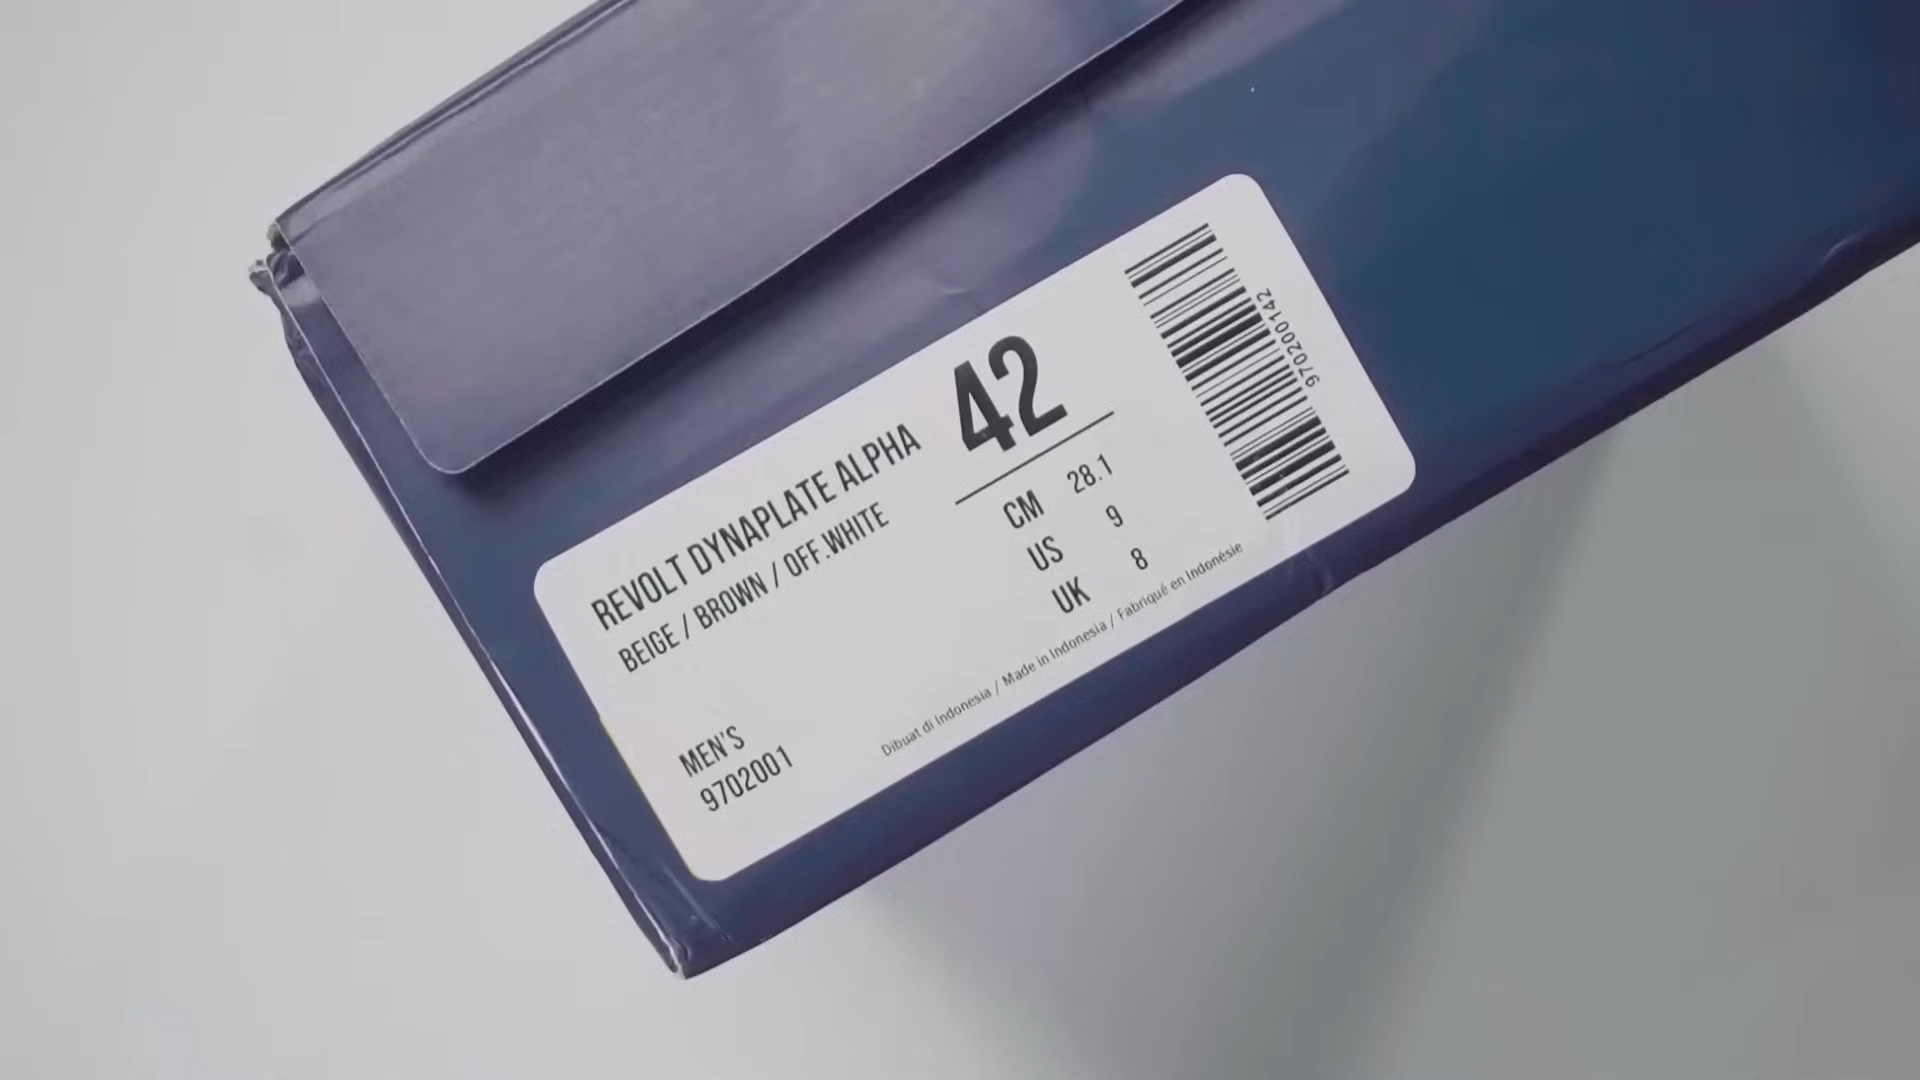 REVOLT DYNAPLATE ALPHA
BEIGE / BROWN / OFF.WHITE
MEN'S
9702001
42
CM 28.1
US 9
UK 8
Dibuat di Indonesia / Made in Indonesia / Fabriqué en Indonésie
970200142